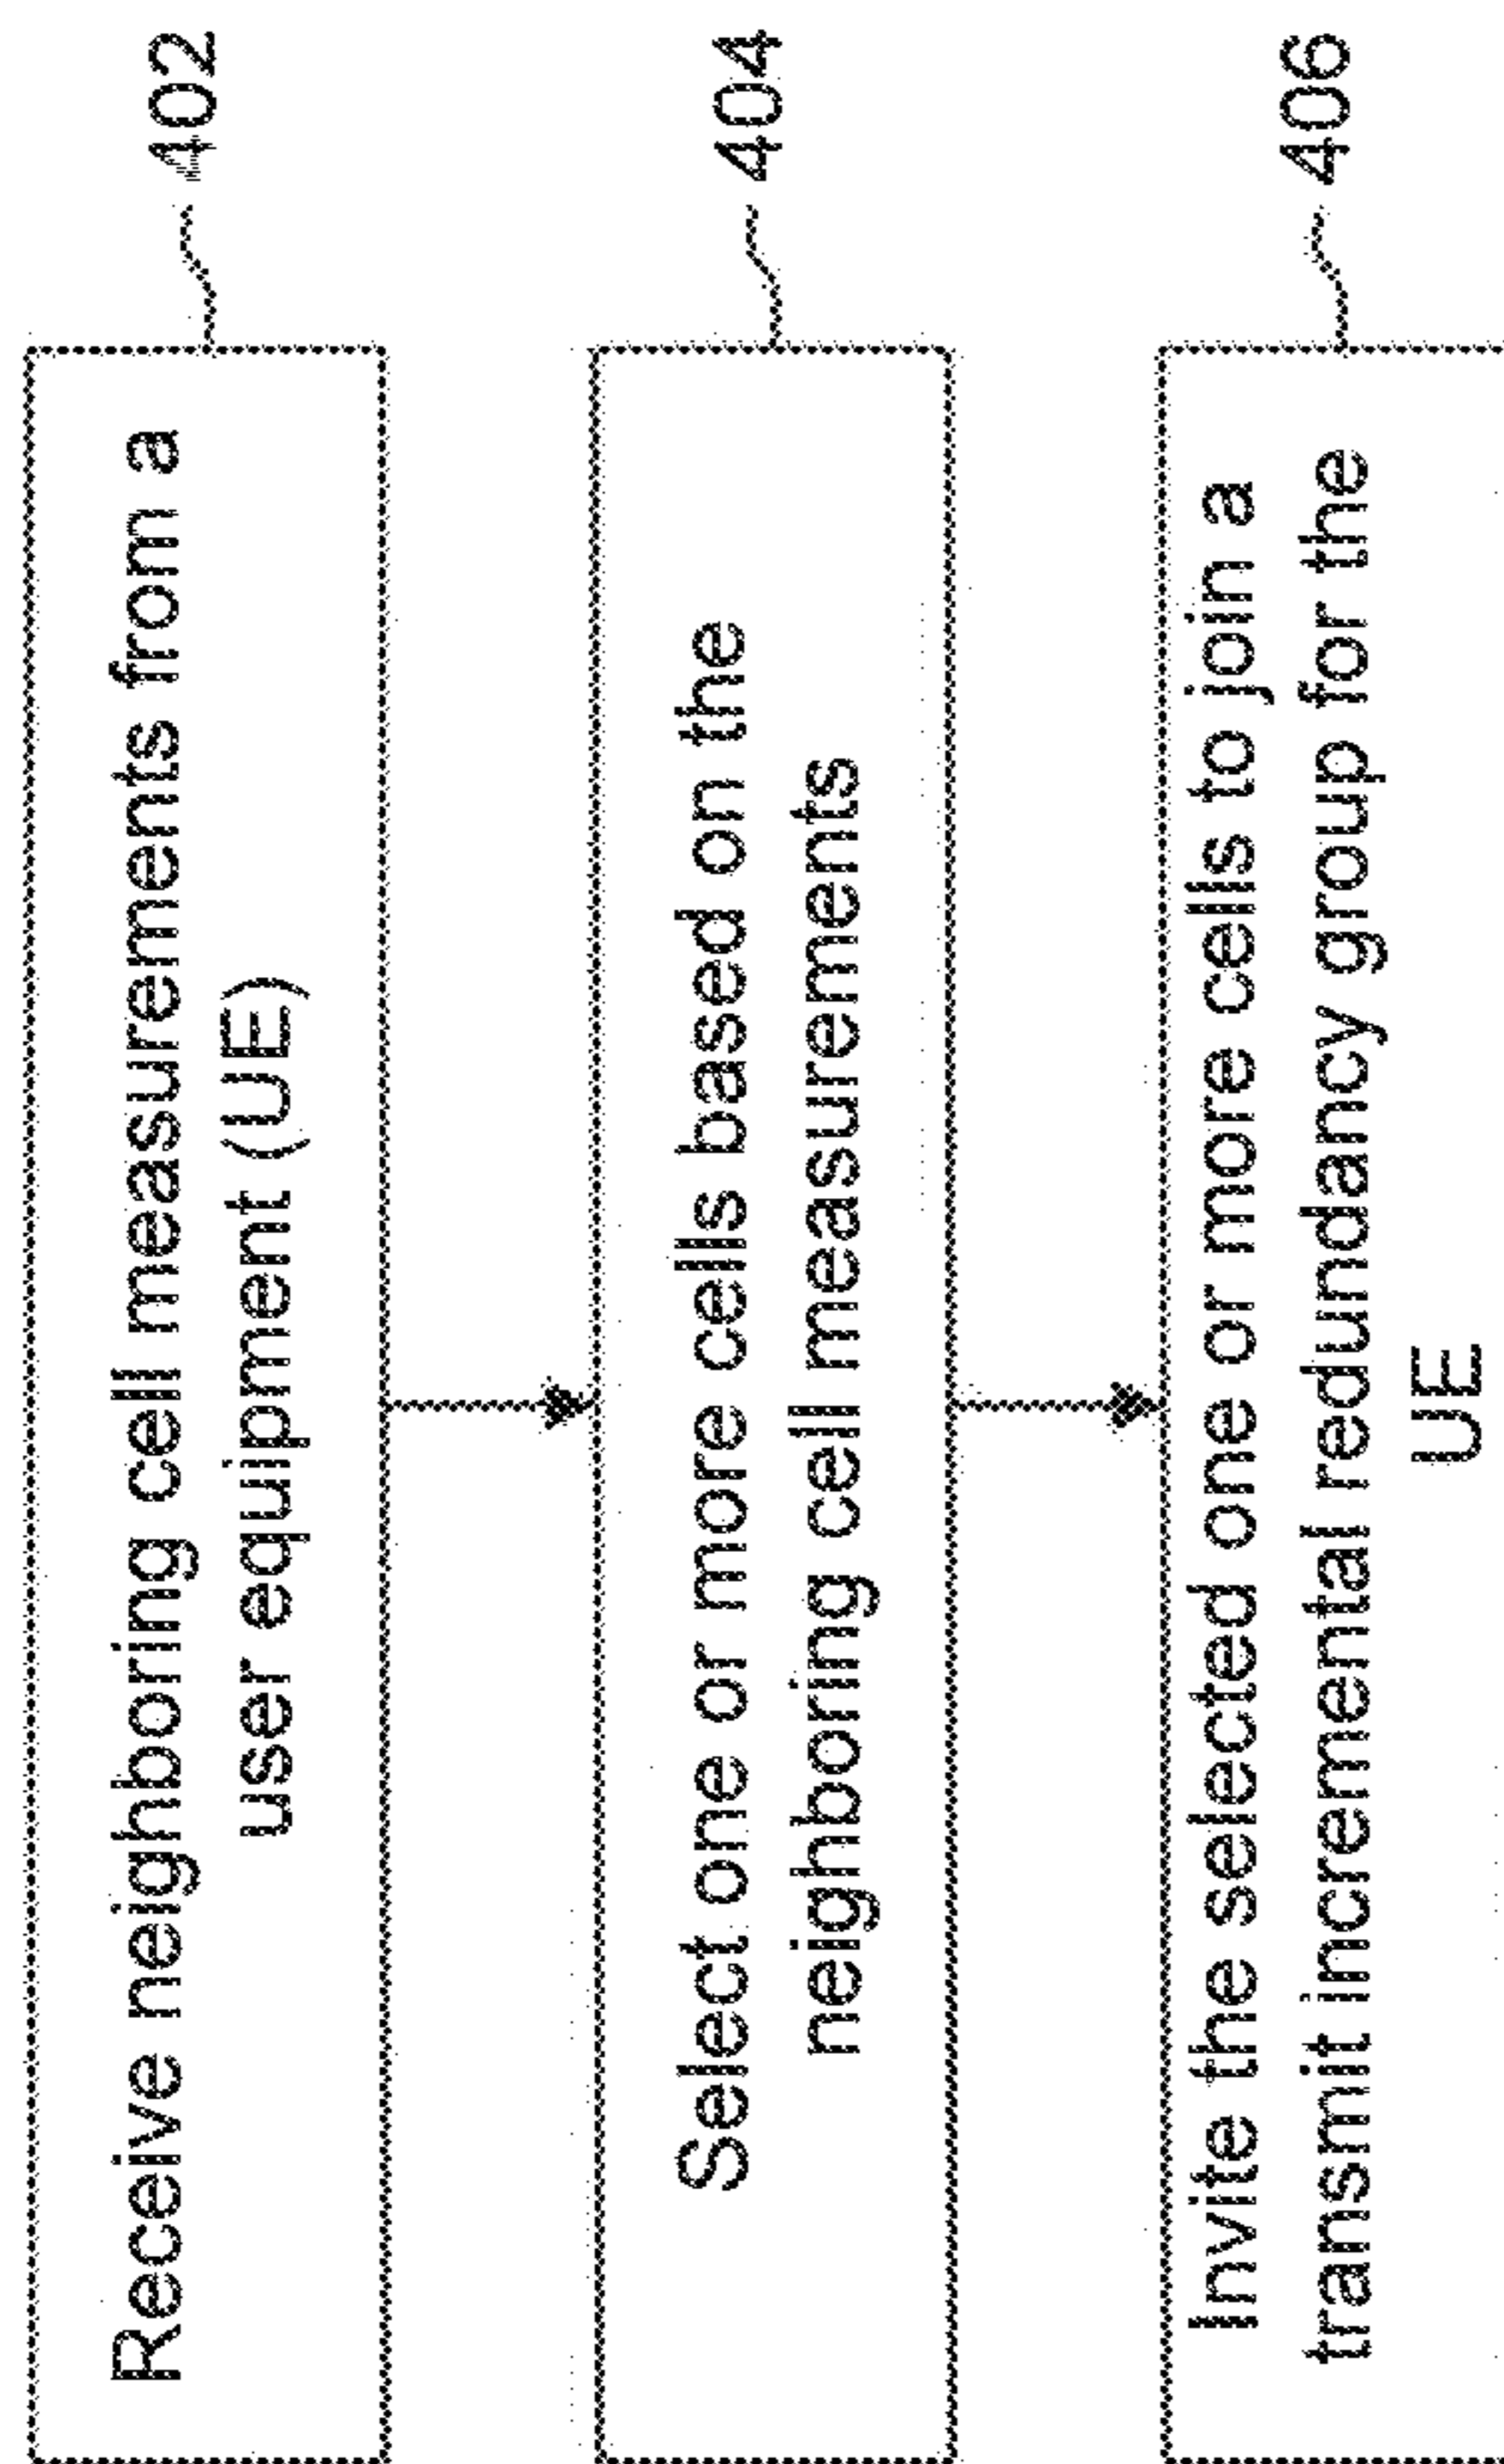 Receive neighboring cell measurements from a
user equipment (UE)
402
Select one or more cells based on the
neighboring cell measurements
404
Invite the selected one or more cells to join a
transmit incremental redundancy group for the
UE
406